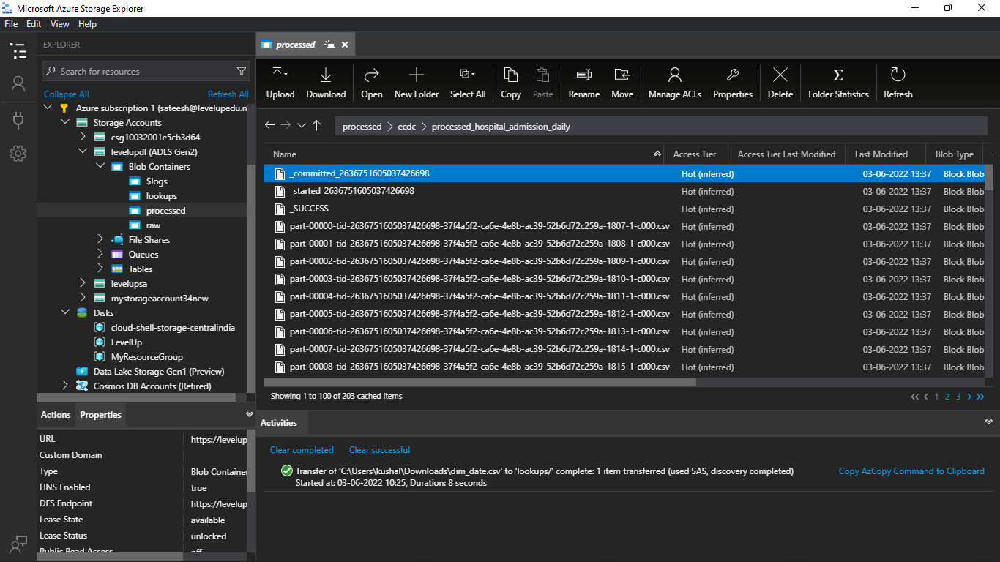 Microsoft Azure Storage Explorer
File Edit View Help
EXPLORER
Search for resources
Collapse All Refresh All
Azure subscription 1 (sateesh@levelupedu.n
Storage Accounts
csg10032001e5cb3d64
levelupdl (ADLS Gen2)
Blob Containers
$logs
lookups
processed
raw
File Shares
Queues
Tables
levelupsa
mystorageaccount34new
Disks
cloud-shell-storage-centralindia
LevelUp
MyResourceGroup
Data Lake Storage Gen1 (Preview)
Cosmos DB Accounts (Retired)
Actions Properties
URL https://levelup
Custom Domain
Type Blob Containe
HNS Enabled true
DFS Endpoint https://levelup
Lease State available
Lease Status unlocked
Public Read Access off
processed
Upload Download Open New Folder Select All Copy Paste Rename Move Manage ACLs Properties Delete Folder Statistics Refresh
processed > ecdc > processed_hospital_admission_daily
Name Access Tier Access Tier Last Modified Last Modified Blob Type
_committed_2636751605037426698 Hot (inferred) 03-06-2022 13:37 Block Blob
_started_2636751605037426698 Hot (inferred) 03-06-2022 13:37 Block Blob
_SUCCESS Hot (inferred) 03-06-2022 13:37 Block Blob
part-00000-tid-2636751605037426698-37f4a5f2-ca6e-4e8b-ac39-52b6d72c259a-1807-1-c000.csv Hot (inferred) 03-06-2022 13:37 Block Blob
part-00001-tid-2636751605037426698-37f4a5f2-ca6e-4e8b-ac39-52b6d72c259a-1808-1-c000.csv Hot (inferred) 03-06-2022 13:37 Block Blob
part-00002-tid-2636751605037426698-37f4a5f2-ca6e-4e8b-ac39-52b6d72c259a-1809-1-c000.csv Hot (inferred) 03-06-2022 13:37 Block Blob
part-00003-tid-2636751605037426698-37f4a5f2-ca6e-4e8b-ac39-52b6d72c259a-1810-1-c000.csv Hot (inferred) 03-06-2022 13:37 Block Blob
part-00004-tid-2636751605037426698-37f4a5f2-ca6e-4e8b-ac39-52b6d72c259a-1811-1-c000.csv Hot (inferred) 03-06-2022 13:37 Block Blob
part-00005-tid-2636751605037426698-37f4a5f2-ca6e-4e8b-ac39-52b6d72c259a-1812-1-c000.csv Hot (inferred) 03-06-2022 13:37 Block Blob
part-00006-tid-2636751605037426698-37f4a5f2-ca6e-4e8b-ac39-52b6d72c259a-1813-1-c000.csv Hot (inferred) 03-06-2022 13:37 Block Blob
part-00007-tid-2636751605037426698-37f4a5f2-ca6e-4e8b-ac39-52b6d72c259a-1814-1-c000.csv Hot (inferred) 03-06-2022 13:37 Block Blob
part-00008-tid-2636751605037426698-37f4a5f2-ca6e-4e8b-ac39-52b6d72c259a-1815-1-c000.csv Hot (inferred) 03-06-2022 13:37 Block Blob
Showing 1 to 100 of 203 cached items 1 2 3
Activities
Clear completed Clear successful
Transfer of 'C:\Users\kushal\Downloads\dim_date.csv' to 'lookups/' complete: 1 item transferred (used SAS, discovery completed) Copy AzCopy Command to Clipboard
Started at: 03-06-2022 10:25, Duration: 8 seconds